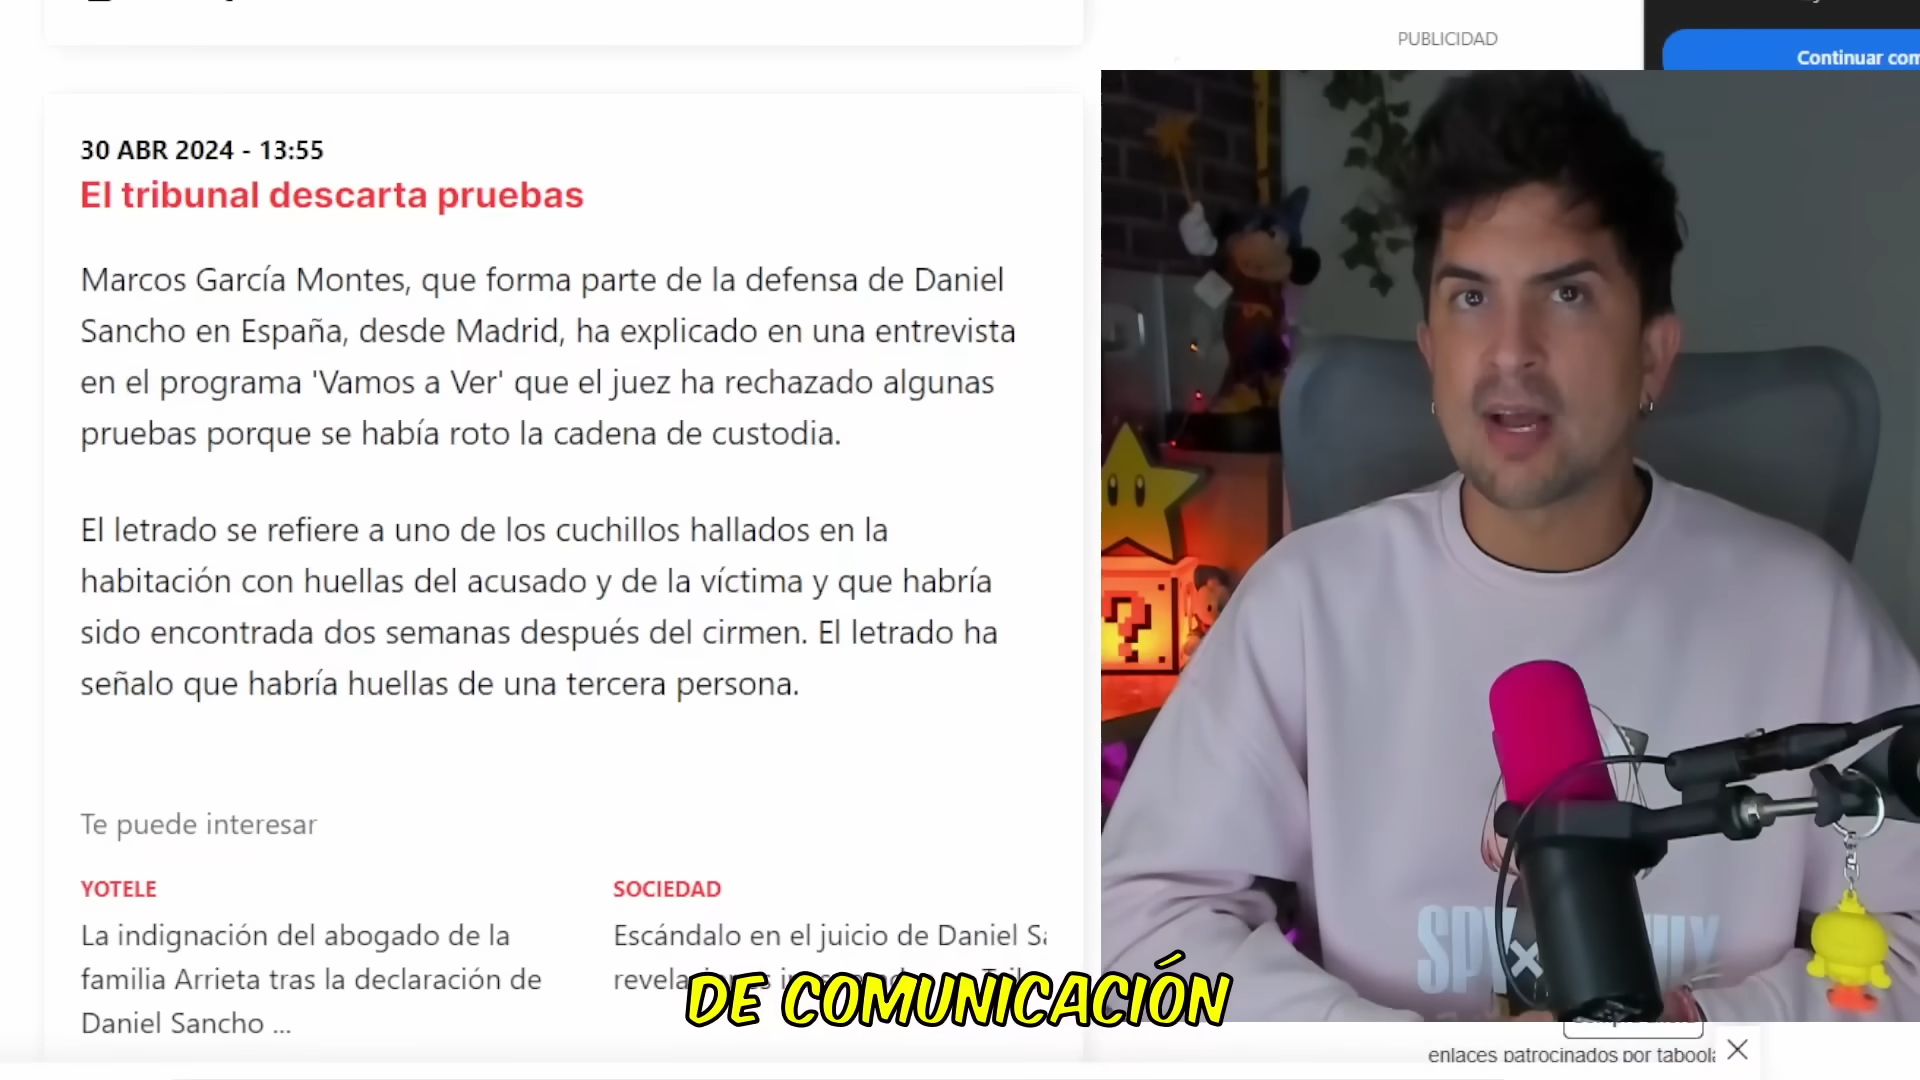 PUBLICIDAD
Continuar com
30 ABR 2024 - 13:55
El tribunal descarta pruebas
Marcos García Montes, que forma parte de la defensa de Daniel
Sancho en España, desde Madrid, ha explicado en una entrevista
en el programa 'Vamos a Ver' que el juez ha rechazado algunas
pruebas porque se había roto la cadena de custodia.
El letrado se refiere a uno de los cuchillos hallados en la
habitación con huellas del acusado y de la víctima y que habría
sido encontrada dos semanas después del cirmen. El letrado ha
señalo que habría huellas de una tercera persona.
Te puede interesar
YOTELE
La indignación del abogado de la
familia Arrieta tras la declaración de
Daniel Sancho ...
SOCIEDAD
Escándalo en el juicio de Daniel Sa
DE COMUNICACIÓN
SPY×
enlaces patrocinados por taboola